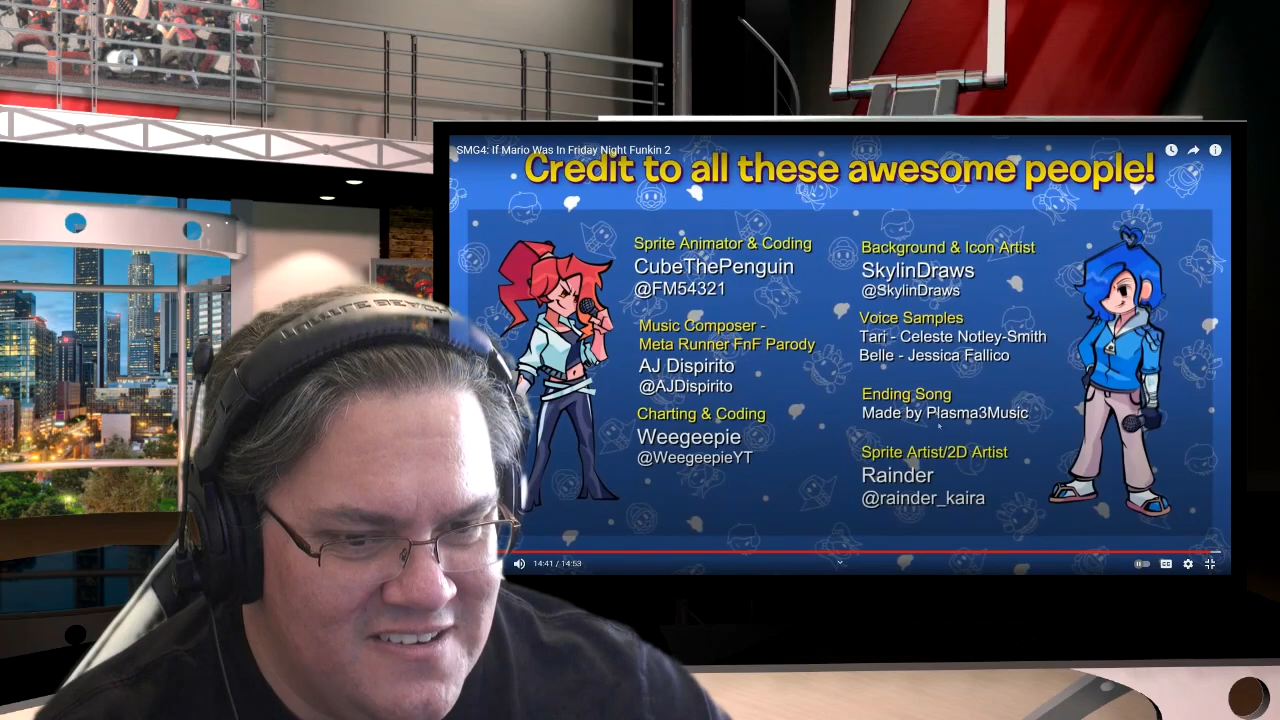 SMG4: If Mario Was In Friday Night Funkin 2
Credit to all these awesome people!
Sprite Animator & Coding
CubeThePenguin
@FM54321
Music Composer -
Meta Runner FnF Parody
AJ Dispirito
@AJDispirito
Charting & Coding
Weegeepie
@WeegeepieYT
Background & Icon Artist
SkylinDraws
@SkylinDraws
Voice Samples
Tari - Celeste Notley-Smith
Belle - Jessica Fallico
Ending Song
Made by Plasma3Music
Sprite Artist/2D Artist
Rainder
@rainder_kaira
14:41 / 14:53
CC